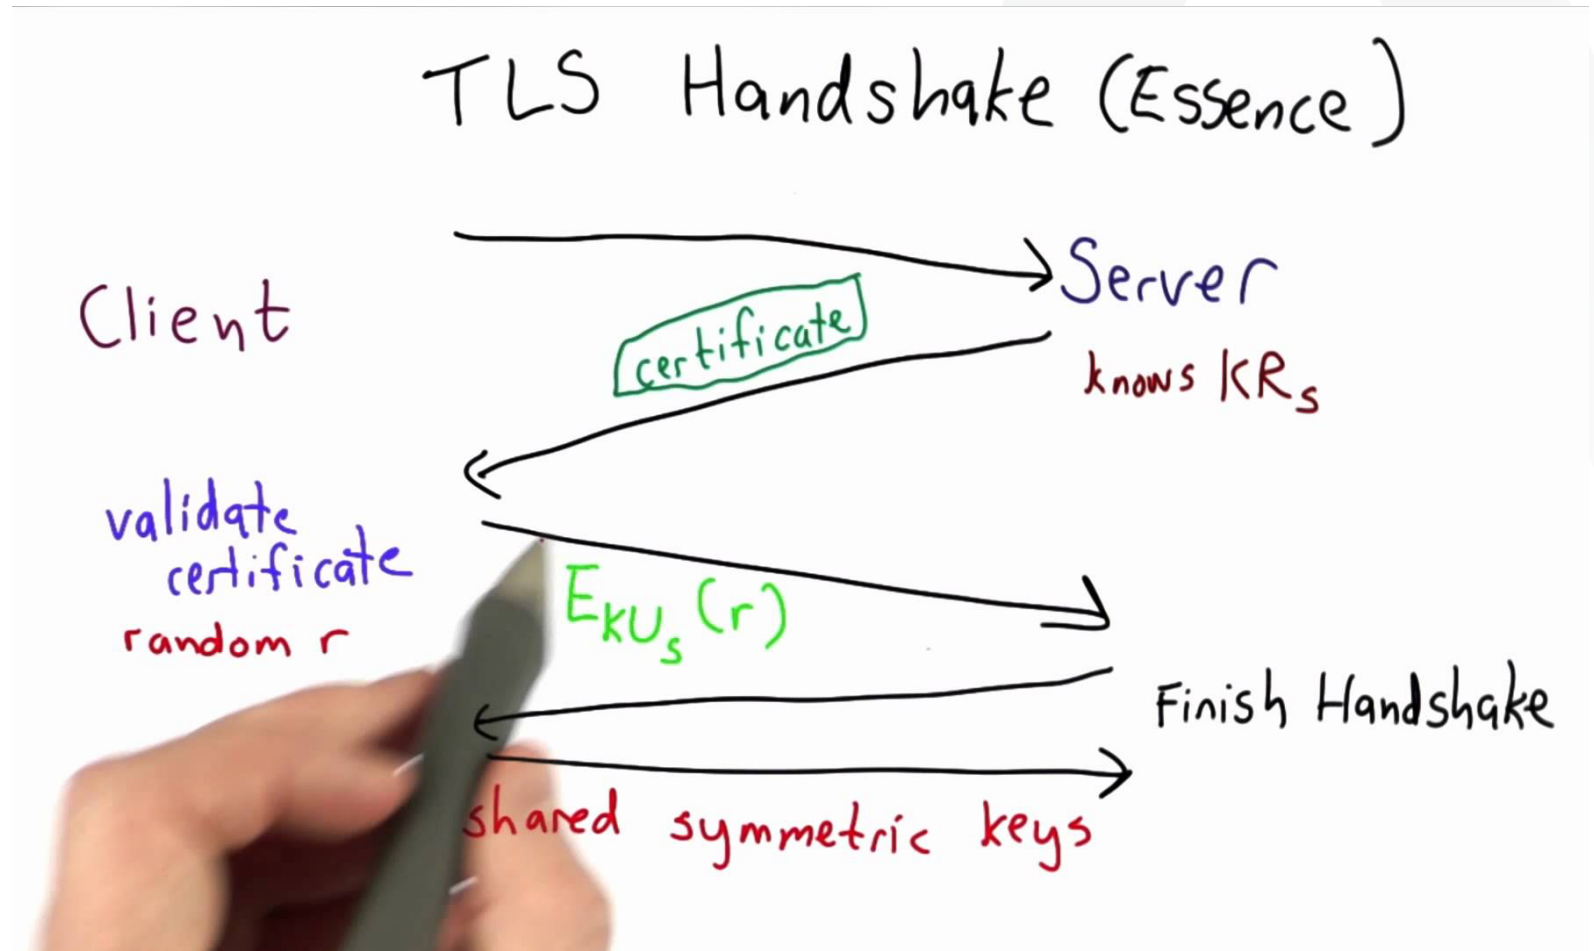 TLS Handshake (Essence)
Server
Client
certificate
knows KRs
validate
certificate
random r
EKUs(r)
Finish Handshake
shared symmetric keys